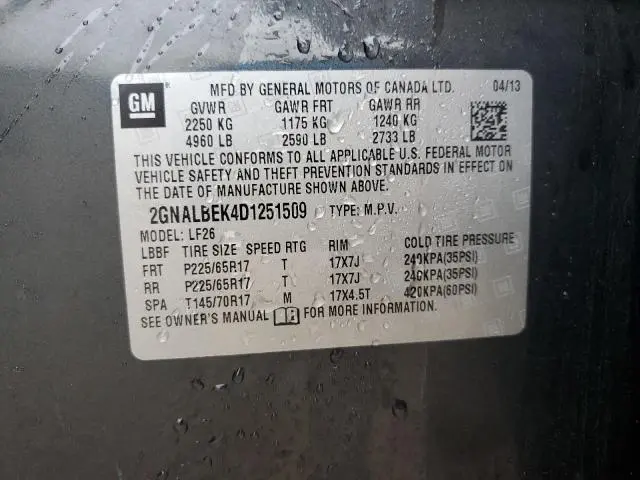 GM
MFD BY GENERAL MOTORS OF CANADA LTD. 04/13
GVWR GAWR FRT GAWR RR
2250 KG 1175 KG 1240 KG
4960 LB 2590 LB 2733 LB
THIS VEHICLE CONFORMS TO ALL APPLICABLE U.S. FEDERAL MOTOR
VEHICLE SAFETY AND THEFT PREVENTION STANDARDS IN EFFECT ON
DATE OF MANUFACTURE SHOWN ABOVE.
2GNALBEK4D1251509 TYPE: M.P.V.
MODEL: LF26
LBBF TIRE SIZE SPEED RTG RIM COLD TIRE PRESSURE
FRT P225/65R17 T 17X7J 240KPA(35PSI)
RR P225/65R17 T 17X7J 240KPA(35PSI)
SPA T145/70R17 M 17X4.5T 420KPA(60PSI)
SEE OWNER'S MANUAL FOR MORE INFORMATION.